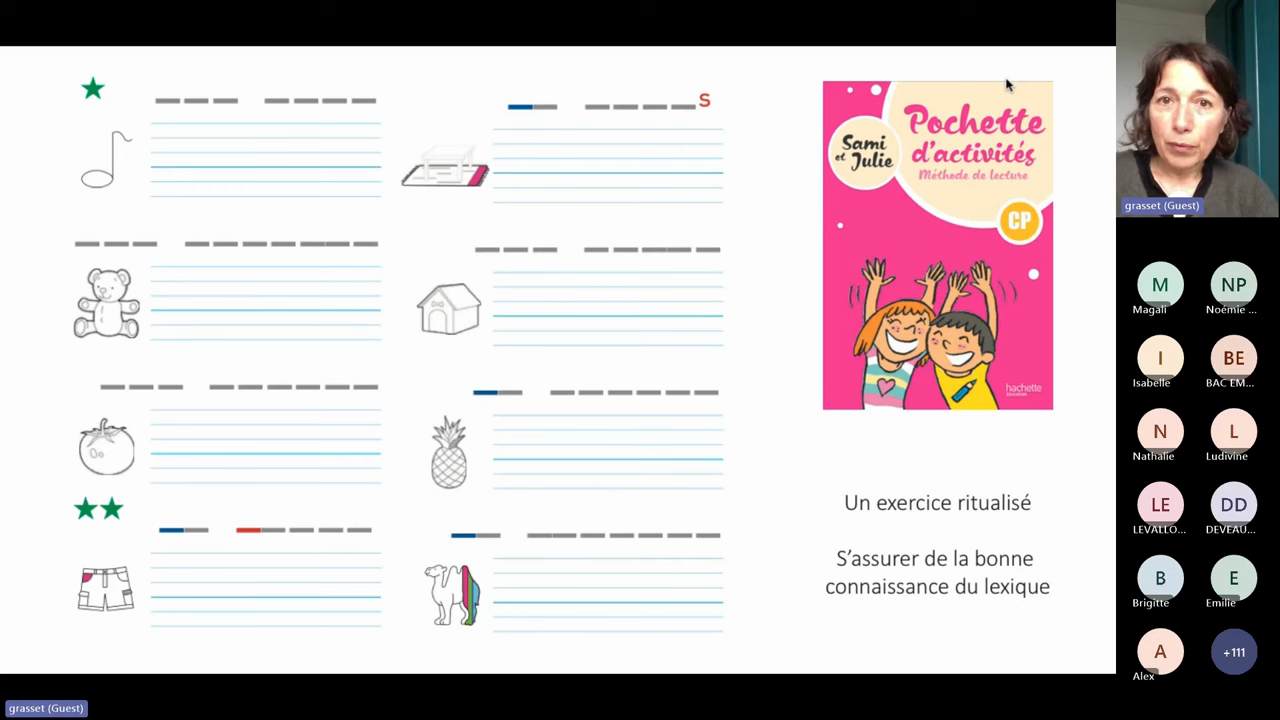 s
Sami
et
Julie
Pochette
d'activités
Méthode de lecture
CP
hachette
ÉDUCATION
Un exercice ritualisé
S'assurer de la bonne
connaissance du lexique
grasset (Guest)
M
Magali
NP
Noémie ...
I
Isabelle
BE
BAC EM...
N
Nathalie
L
Ludivine
LE
LEVALLO...
DD
DEVEAU...
B
Brigitte
E
Emilie
A
Alex
+111
grasset (Guest)